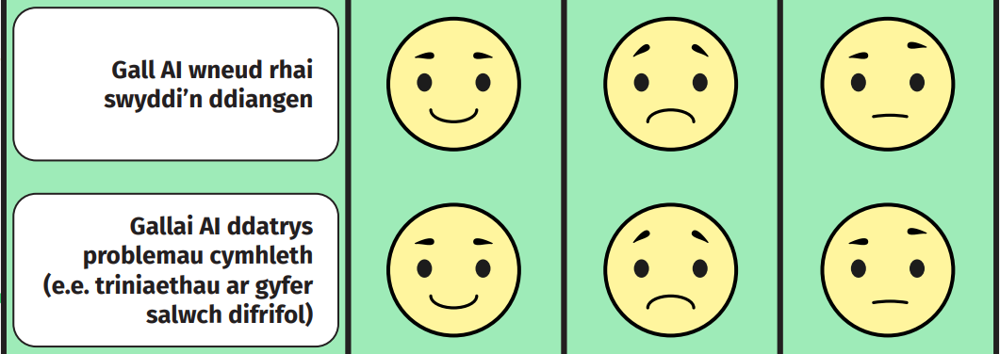 Gall AI wneud rhai
swyddi’n ddiangen
Gallai AI ddatrys
problemau cymhleth
(e.e. triniaethau ar gyfer
salwch difrifol)